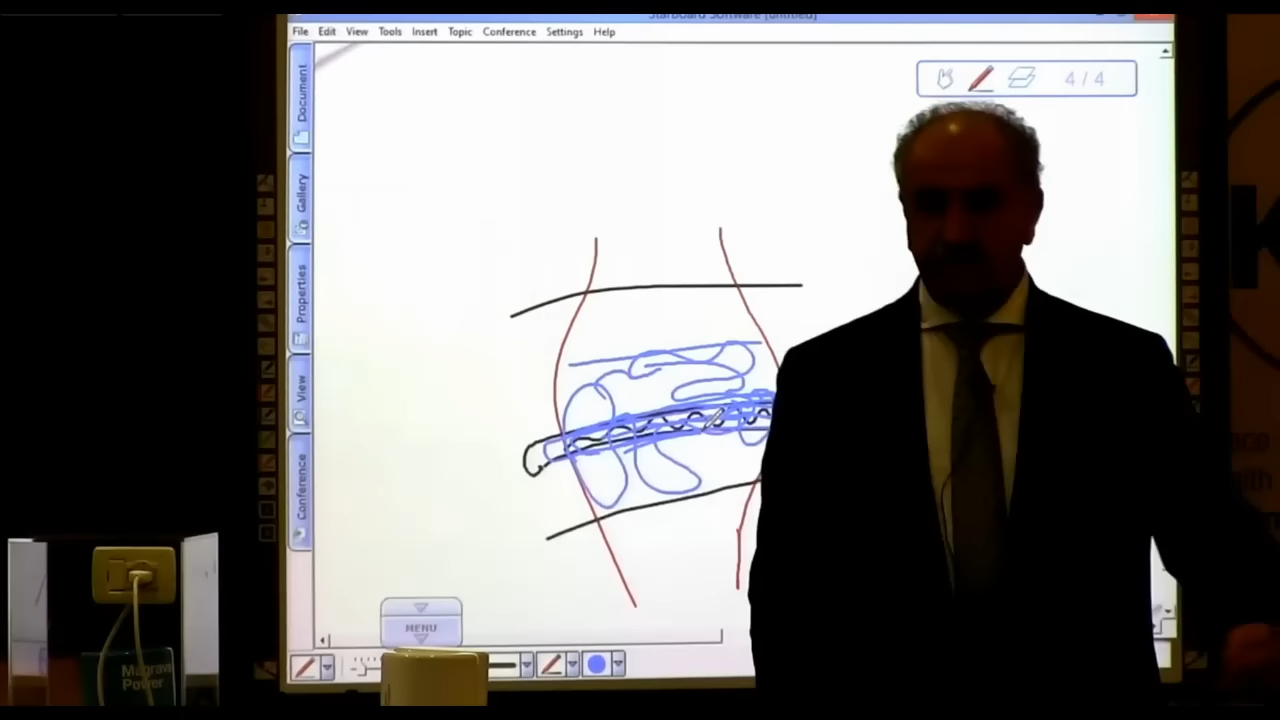 StarBoard Software [untitled]
File Edit View Tools Insert Topic Conference Settings Help
4/4
Document
Gallery
Properties
View
Conference
MENU
Magravs
Power